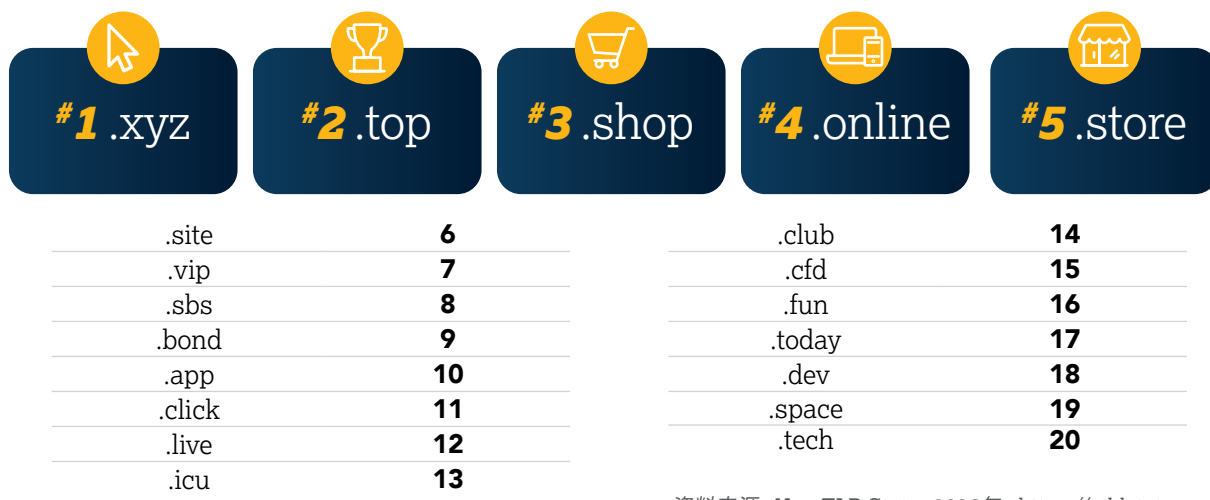 #1 .xyz
#2 .top
#3 .shop
#4 .online
#5 .store
.site 6
.vip 7
.sbs 8
.bond 9
.app 10
.click 11
.live 12
.icu 13
.club 14
.cfd 15
.fun 16
.today 17
.dev 18
.space 19
.tech 20